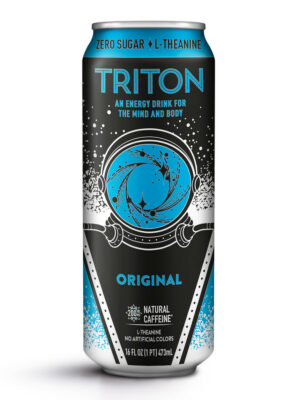 ZERO SUGAR ✦ L-THEANINE
TRITON
AN ENERGY DRINK FOR
THE MIND AND BODY
ORIGINAL
NATURAL
CAFFEINE
L-THEANINE
NO ARTIFICIAL COLORS
16 FL OZ (1 PT) 473mL